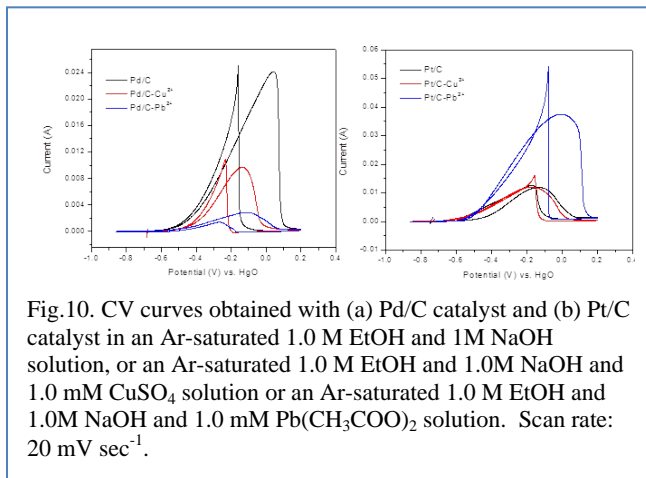 Pd/C
Pd/C-Cu²⁺
Pd/C-Pb²⁺
0.024
0.020
0.016
0.012
0.008
0.004
0.000
Current (A)
-1.0 -0.8 -0.6 -0.4 -0.2 0.0 0.2 0.4
Potential (V) vs. HgO
Pt/C
Pt/C-Cu²⁺
Pt/C-Pb²⁺
0.06
0.05
0.04
0.03
0.02
0.01
0.00
-0.01
Current (A)
-1.0 -0.8 -0.6 -0.4 -0.2 0.0 0.2 0.4
Potential (V) vs. HgO
Fig.10. CV curves obtained with (a) Pd/C catalyst and (b) Pt/C
catalyst in an Ar-saturated 1.0 M EtOH and 1M NaOH
solution, or an Ar-saturated 1.0 M EtOH and 1.0M NaOH and
1.0 mM CuSO₄ solution or an Ar-saturated 1.0 M EtOH and
1.0M NaOH and 1.0 mM Pb(CH₃COO)₂ solution. Scan rate:
20 mV sec⁻¹.